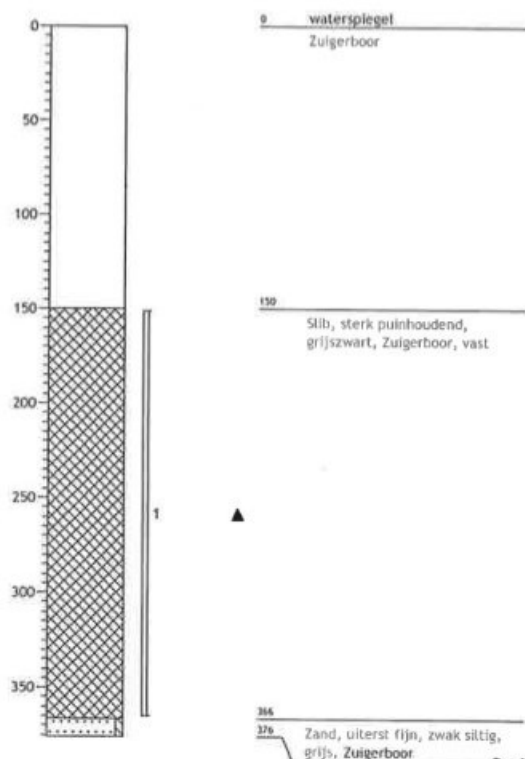 0
50
100
150
200
250
300
350
1
0 waterspiegel
Zuigerboor
150
Slib, sterk puinhoudend,
grijszwart, Zuigerboor, vast
366
376
Zand, uiterst fijn, zwak siltig,
grijs, Zuigerboor